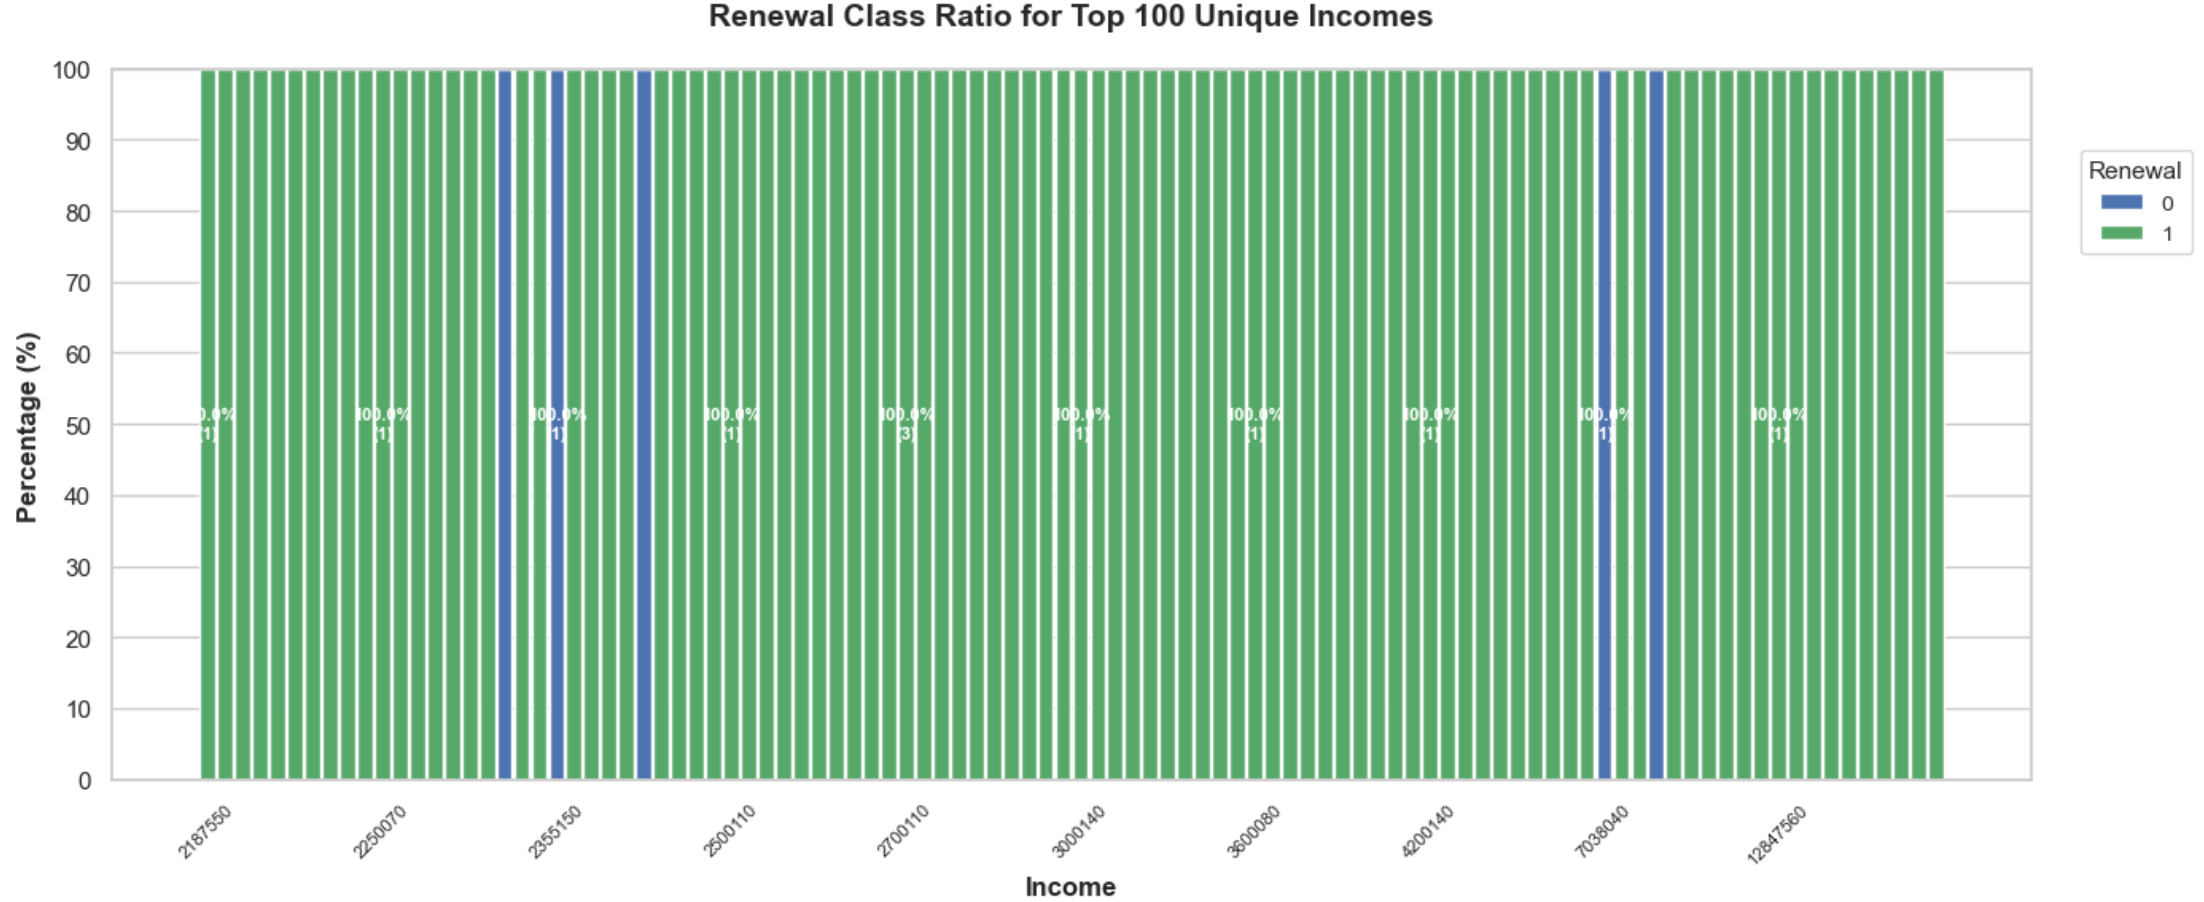 Renewal Class Ratio for Top 100 Unique Incomes
Percentage (%)
100
90
80
70
60
50
40
30
20
10
0
0.0% 100.0% 100.0% 100.0% 100.0% 100.0% 100.0% 100.0% 100.0% 100.0%
(1) (1) (1) (1) (3) (1) (1) (1) (1) (1)
2187550 2250070 2355150 2500110 2700110 3000140 3600080 4200140 7038040 12847560
Income
Renewal
0
1